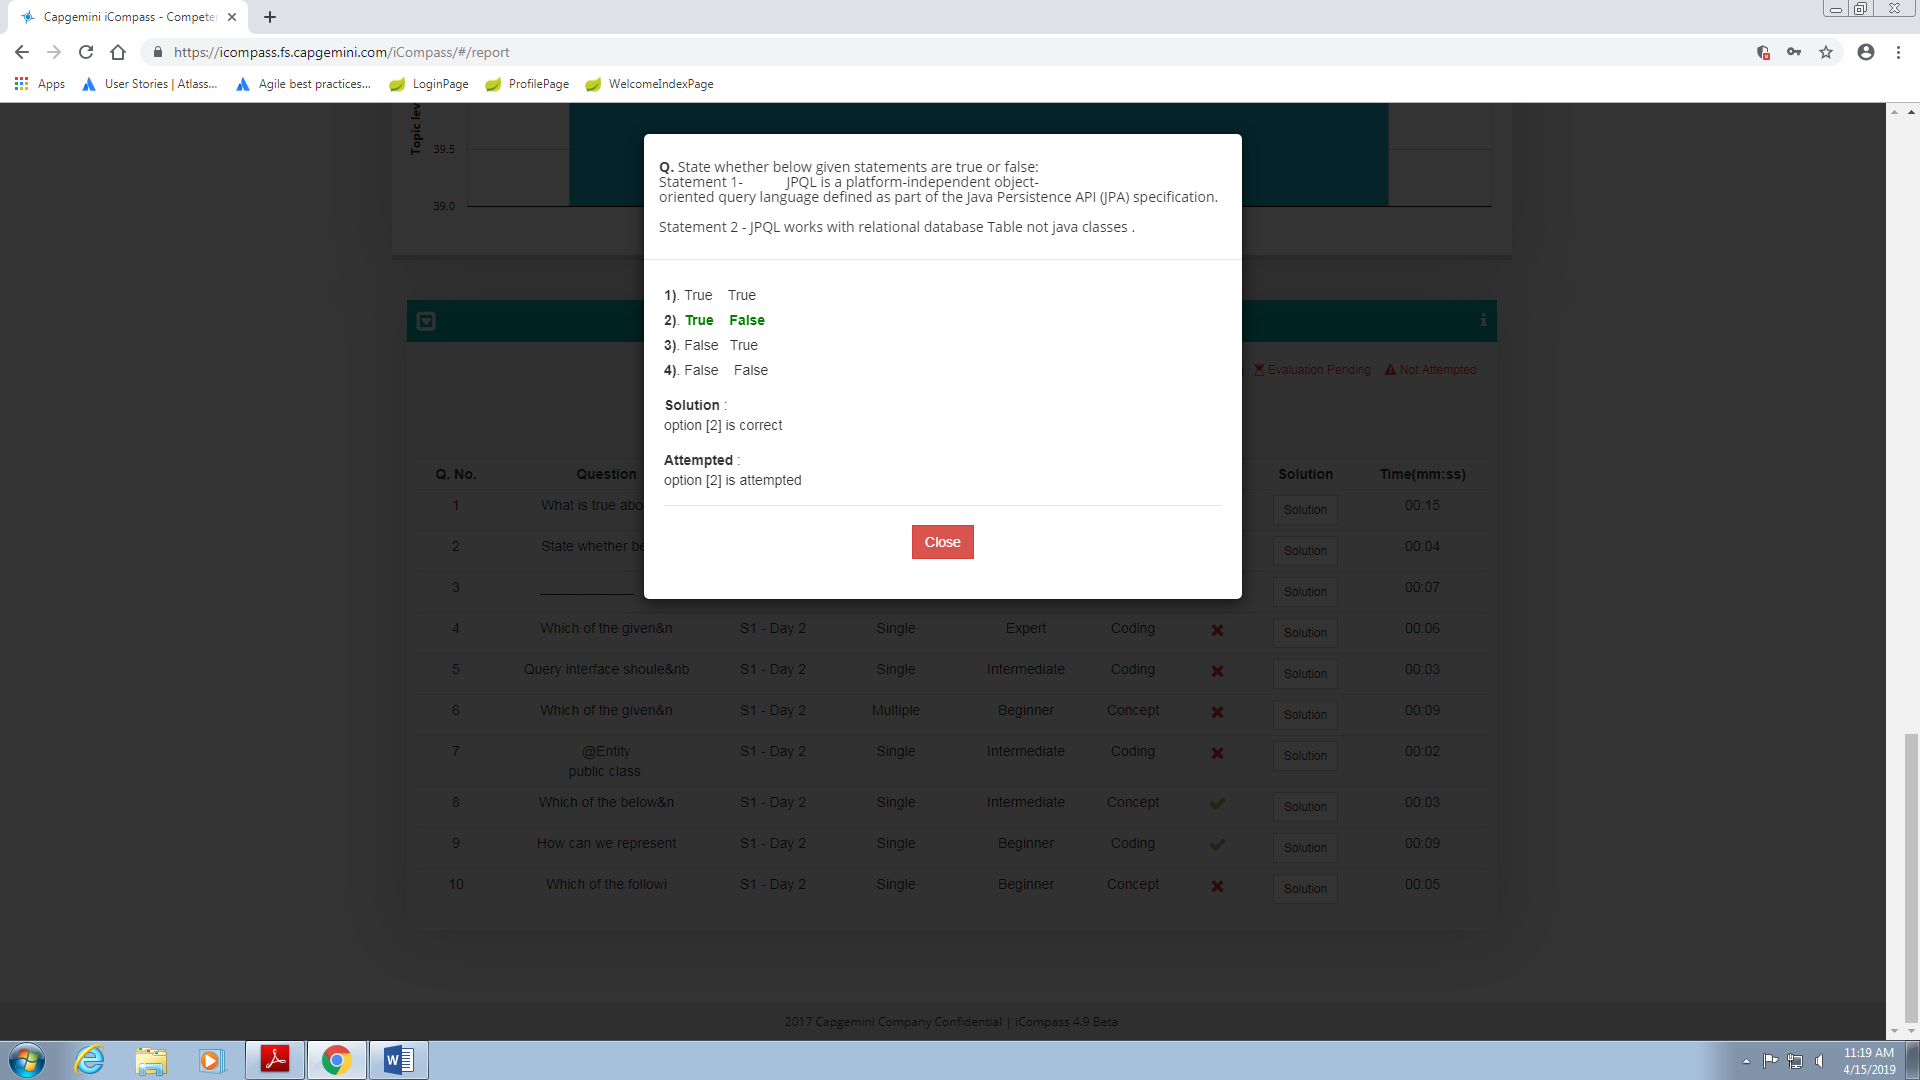 Capgemini iCompass - Competer
https://icompass.fs.capgemini.com/iCompass/#/report
Apps
User Stories | Atlass...
Agile best practices...
LoginPage
ProfilePage
WelcomeIndexPage
Topic lev
39.5
39.0
Q. State whether below given statements are true or false:
Statement 1- JPQL is a platform-independent object-
oriented query language defined as part of the Java Persistence API (JPA) specification.
Statement 2 - JPQL works with relational database Table not java classes .
1). True True
2). True False
3). False True
4). False False
Solution :
option [2] is correct
Attempted :
option [2] is attempted
Close
Evaluation Pending Not Attempted
Q. No. Question Solution Time(mm:ss)
1 What is true abo Solution 00:15
2 State whether be Solution 00:04
3 ____________ Solution 00:07
4 Which of the given&n S1 - Day 2 Single Expert Coding Solution 00:06
5 Query interface shoule&nb S1 - Day 2 Single Intermediate Coding Solution 00:03
6 Which of the given&n S1 - Day 2 Multiple Beginner Concept Solution 00:09
7 @Entity S1 - Day 2 Single Intermediate Coding Solution 00:02
public class
8 Which of the below&n S1 - Day 2 Single Intermediate Concept Solution 00:03
9 How can we represent S1 - Day 2 Single Beginner Coding Solution 00:09
10 Which of the followi S1 - Day 2 Single Beginner Concept Solution 00:05
2017 Capgemini Company Confidential | iCompass 4.9 Beta
11:19 AM
4/15/2019